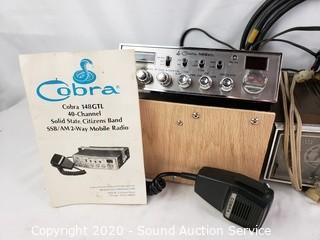 Cobra
Cobra 148GTL
40-Channel
Solid State Citizens Band
SSB/AM 2-Way Mobile Radio
Cobra
Copyright 2020 - Sound Auction Service